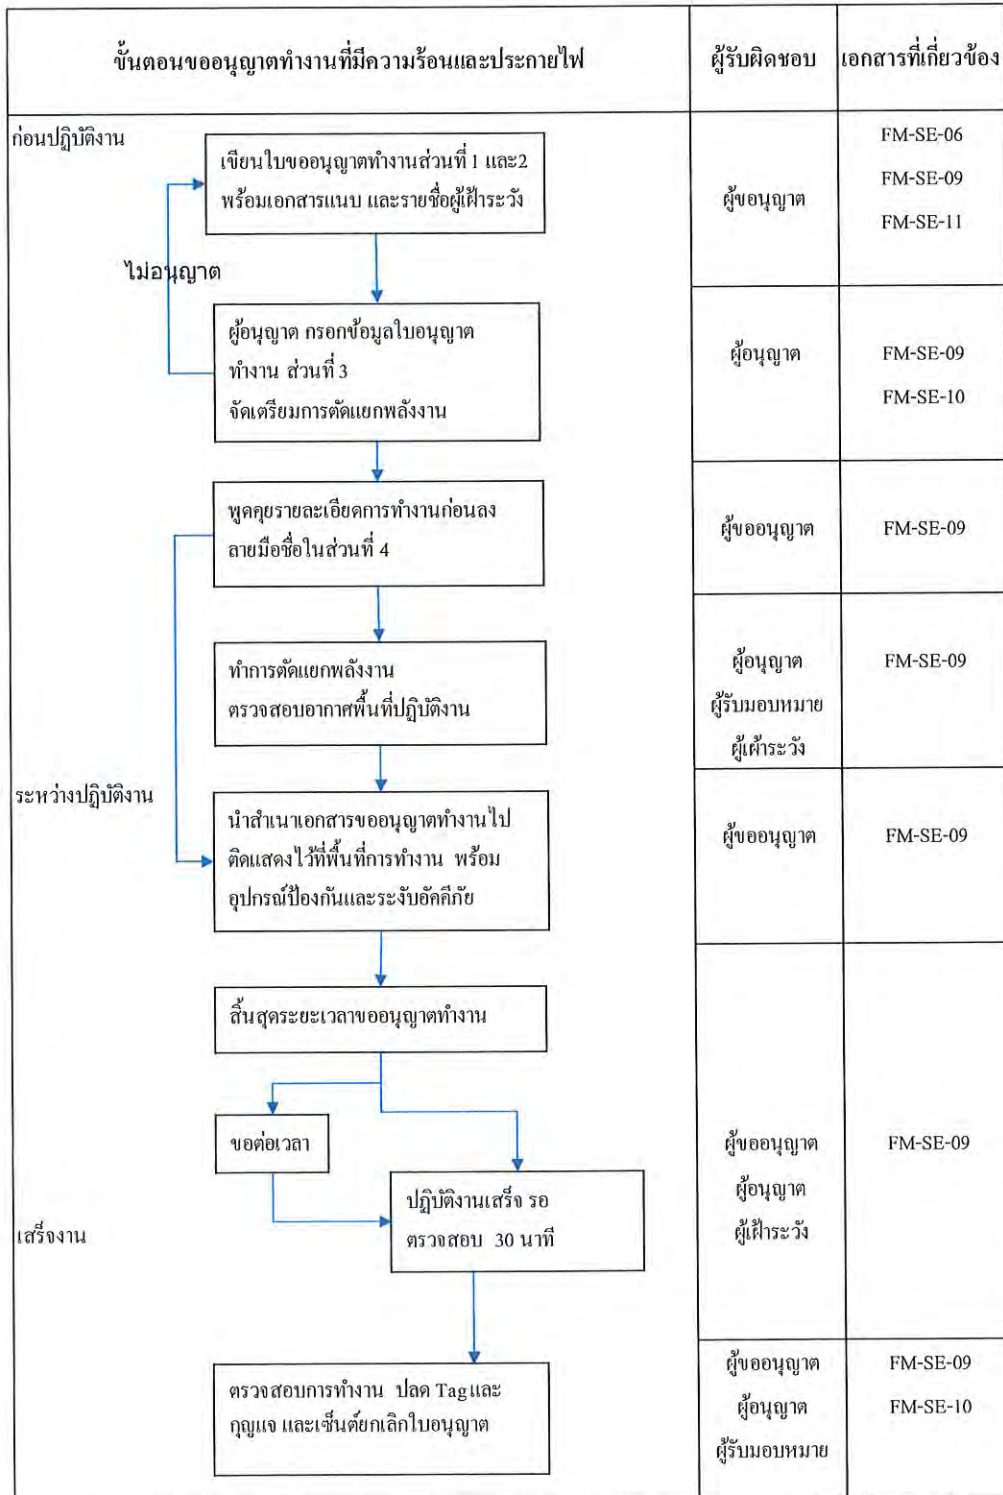 ขั้นตอนขออนุญาตทำงานที่มีความร้อนและประกายไฟ
ผู้รับผิดชอบ
เอกสารที่เกี่ยวข้อง
ก่อนปฏิบัติงาน
เขียนใบขออนุญาตทำงานส่วนที่ 1 และ2
พร้อมเอกสารแนบ และรายชื่อผู้เฝ้าระวัง
ผู้ขอนุญาต
FM-SE-06
FM-SE-09
FM-SE-11
ไม่อนุญาต
ผู้อนุญาต กรอกข้อมูลใบอนุญาต
ทำงาน ส่วนที่ 3
จัดเตรียมการตัดแยกพลังงาน
ผู้อนุญาต
FM-SE-09
FM-SE-10
พูดคุยรายละเอียดการทำงานก่อนลง
ลายมือชื่อในส่วนที่ 4
ผู้ขออนุญาต
FM-SE-09
ทำการตัดแยกพลังงาน
ตรวจสอบอากาศพื้นที่ปฏิบัติงาน
ผู้อนุญาต
ผู้รับมอบหมาย
ผู้เผ้าระวัง
FM-SE-09
ระหว่างปฏิบัติงาน
นำสำเนาเอกสารขออนุญาตทำงานไป
ติดแสดงไว้ที่พื้นที่การทำงาน พร้อม
อุปกรณ์ป้องกันและระงับอัคคีภัย
ผู้ขออนุญาต
FM-SE-09
สิ้นสุดระยะเวลาขออนุญาตทำงาน
ขอต่อเวลา
ปฏิบัติงานเสร็จ รอ
ตรวจสอบ 30 นาที
ผู้ขออนุญาต
ผู้อนุญาต
ผู้เฝ้าระวัง
FM-SE-09
เสร็จงาน
ตรวจสอบการทำงาน ปลด Tagและ
กุญแจ และเซ็นต์ยกเลิกใบอนุญาต
ผู้ขออนุญาต
ผู้อนุญาต
ผู้รับมอบหมาย
FM-SE-09
FM-SE-10